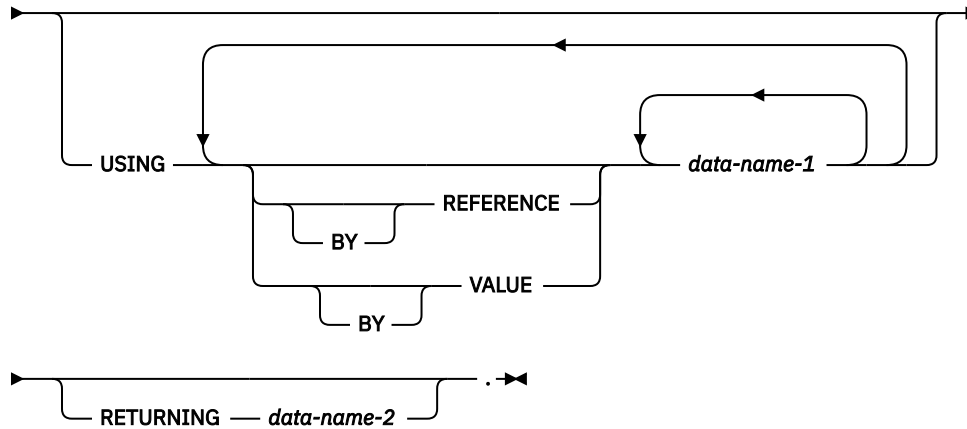 USING data-name-1
REFERENCE
BY
VALUE
BY
.
RETURNING data-name-2